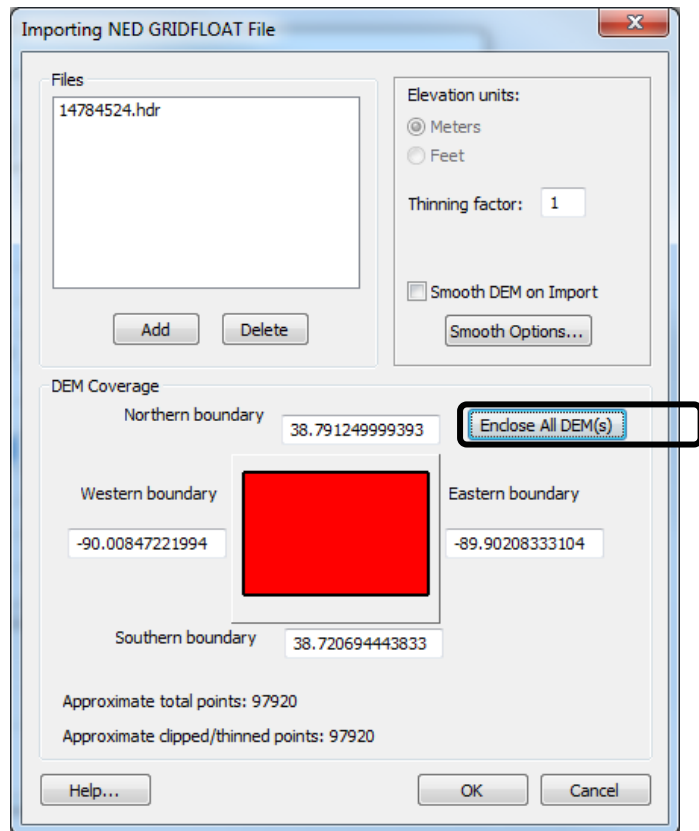 Importing NED GRIDFLOAT File
Files
14784524.hdr
Add
Delete
Elevation units:
Meters
Feet
Thinning factor: 1
Smooth DEM on Import
Smooth Options...
DEM Coverage
Northern boundary 38.791249999393
Enclose All DEM(s)
Western boundary
-90.00847221994
Eastern boundary
-89.90208333104
Southern boundary 38.720694443833
Approximate total points: 97920
Approximate clipped/thinned points: 97920
Help...
OK
Cancel